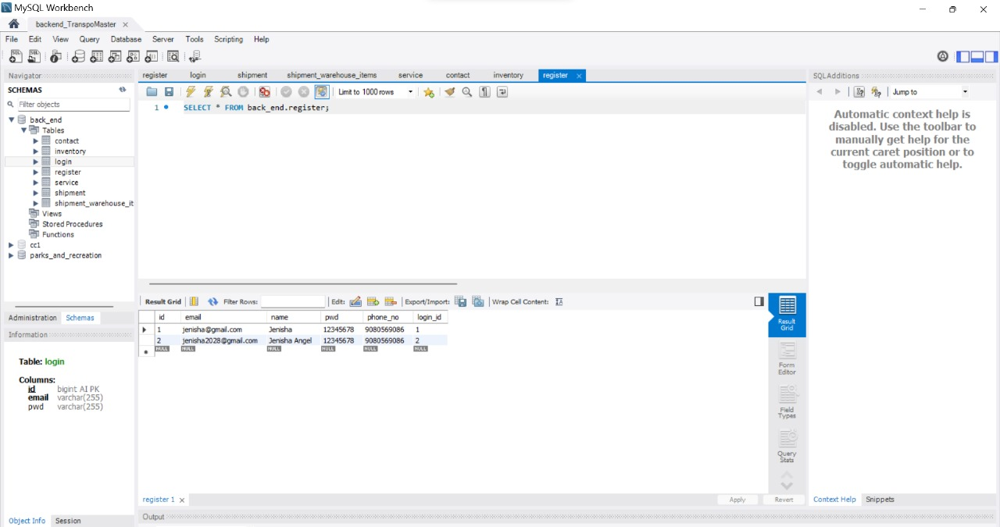 MySQL Workbench
backend_TranspoMaster
File Edit View Query Database Server Tools Scripting Help
Navigator
SCHEMAS
Filter objects
back_end
Tables
contact
inventory
login
register
service
shipment
shipment_warehouse_it
Views
Stored Procedures
Functions
cc1
parks_and_recreation
Administration Schemas
Information
Table: login
Columns:
id bigint AI PK
email varchar(255)
pwd varchar(255)
Object Info Session
register login shipment shipment_warehouse_items service contact inventory register
Limit to 1000 rows
1 SELECT * FROM back_end.register;
Result Grid Filter Rows: Edit: Export/Import: Wrap Cell Content:
id email name pwd phone_no login_id
1 jenisha@gmail.com Jenisha 12345678 9080569086 1
2 jenisha2028@gmail.com Jenisha Angel 12345678 9080569086 2
NULL NULL NULL NULL NULL NULL
Result
Grid
Form
Editor
Field
Types
Query
Stats
register 1
Apply Revert
Output
SQLAdditions
Jump to
Automatic context help is
disabled. Use the toolbar to
manually get help for the
current caret position or to
toggle automatic help.
Context Help Snippets